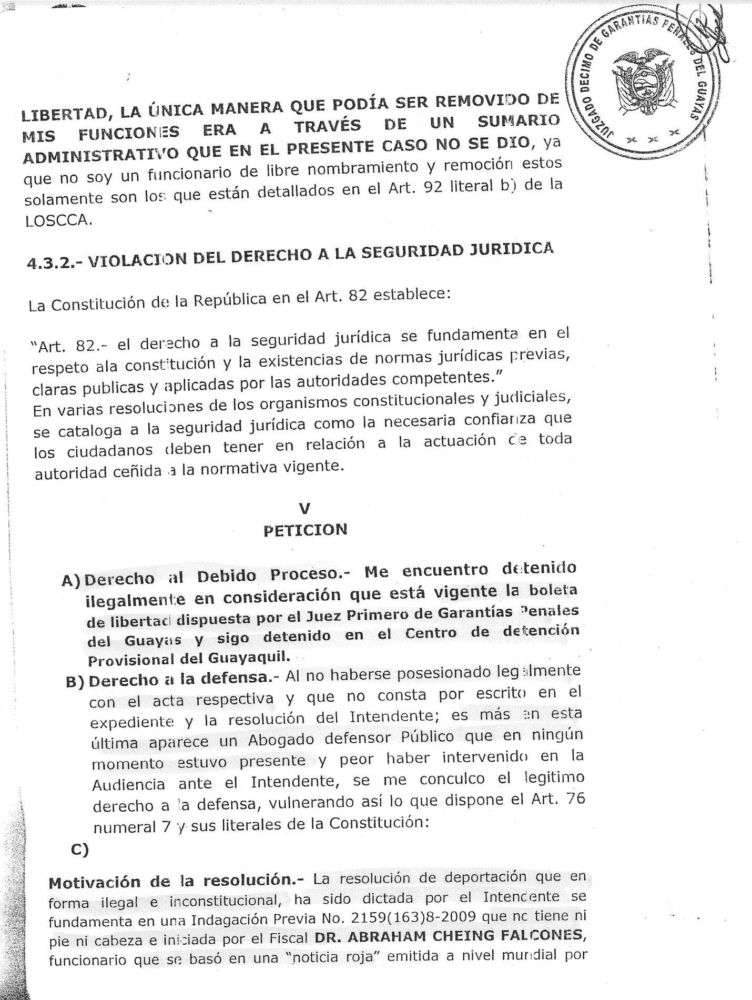 JUZGADO DECIMO DE GARANTIAS PENALES DEL GUAYAS
LIBERTAD, LA ÚNICA MANERA QUE PODÍA SER REMOVIDO DE
MIS FUNCIONES ERA A TRAVÉS DE UN SUMARIO
ADMINISTRATIVO QUE EN EL PRESENTE CASO NO SE DIO, ya
que no soy un funcionario de libre nombramiento y remoción estos
solamente son los que están detallados en el Art. 92 literal b) de la
LOSCCA.
4.3.2.- VIOLACION DEL DERECHO A LA SEGURIDAD JURIDICA
La Constitución de la República en el Art. 82 establece:
“Art. 82.- el derecho a la seguridad jurídica se fundamenta en el
respeto ala constitución y la existencias de normas jurídicas previas,
claras publicas y aplicadas por las autoridades competentes.”
En varias resoluciones de los organismos constitucionales y judiciales,
se cataloga a la seguridad jurídica como la necesaria confianza que
los ciudadanos deben tener en relación a la actuación de toda
autoridad ceñida a la normativa vigente.
V
PETICION
A) Derecho al Debido Proceso.- Me encuentro detenido
ilegalmente en consideración que está vigente la boleta
de libertad dispuesta por el Juez Primero de Garantías Penales
del Guayas y sigo detenido en el Centro de detención
Provisional del Guayaquil.
B) Derecho a la defensa.- Al no haberse posesionado legalmente
con el acta respectiva y que no consta por escrito en el
expediente y la resolución del Intendente; es más en esta
última aparece un Abogado defensor Público que en ningún
momento estuvo presente y peor haber intervenido en la
Audiencia ante el Intendente, se me conculco el legitimo
derecho a la defensa, vulnerando así lo que dispone el Art. 76
numeral 7 y sus literales de la Constitución:
C)
Motivación de la resolución.- La resolución de deportación que en
forma ilegal e inconstitucional, ha sido dictada por el Intendente se
fundamenta en una Indagación Previa No. 2159(163)8-2009 que no tiene ni
pie ni cabeza e iniciada por el Fiscal DR. ABRAHAM CHEING FALCONES,
funcionario que se basó en una “noticia roja” emitida a nivel mundial por